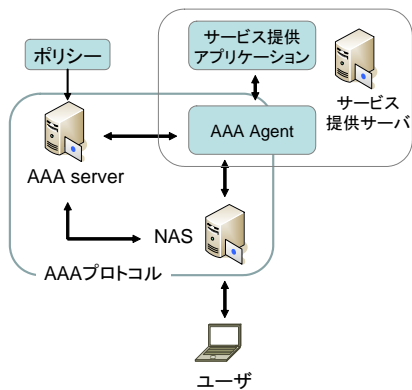 ポリシー
サービス提供
アプリケーション
サービス
提供サーバ
AAA Agent
AAA server
NAS
AAAプロトコル
ユーザ